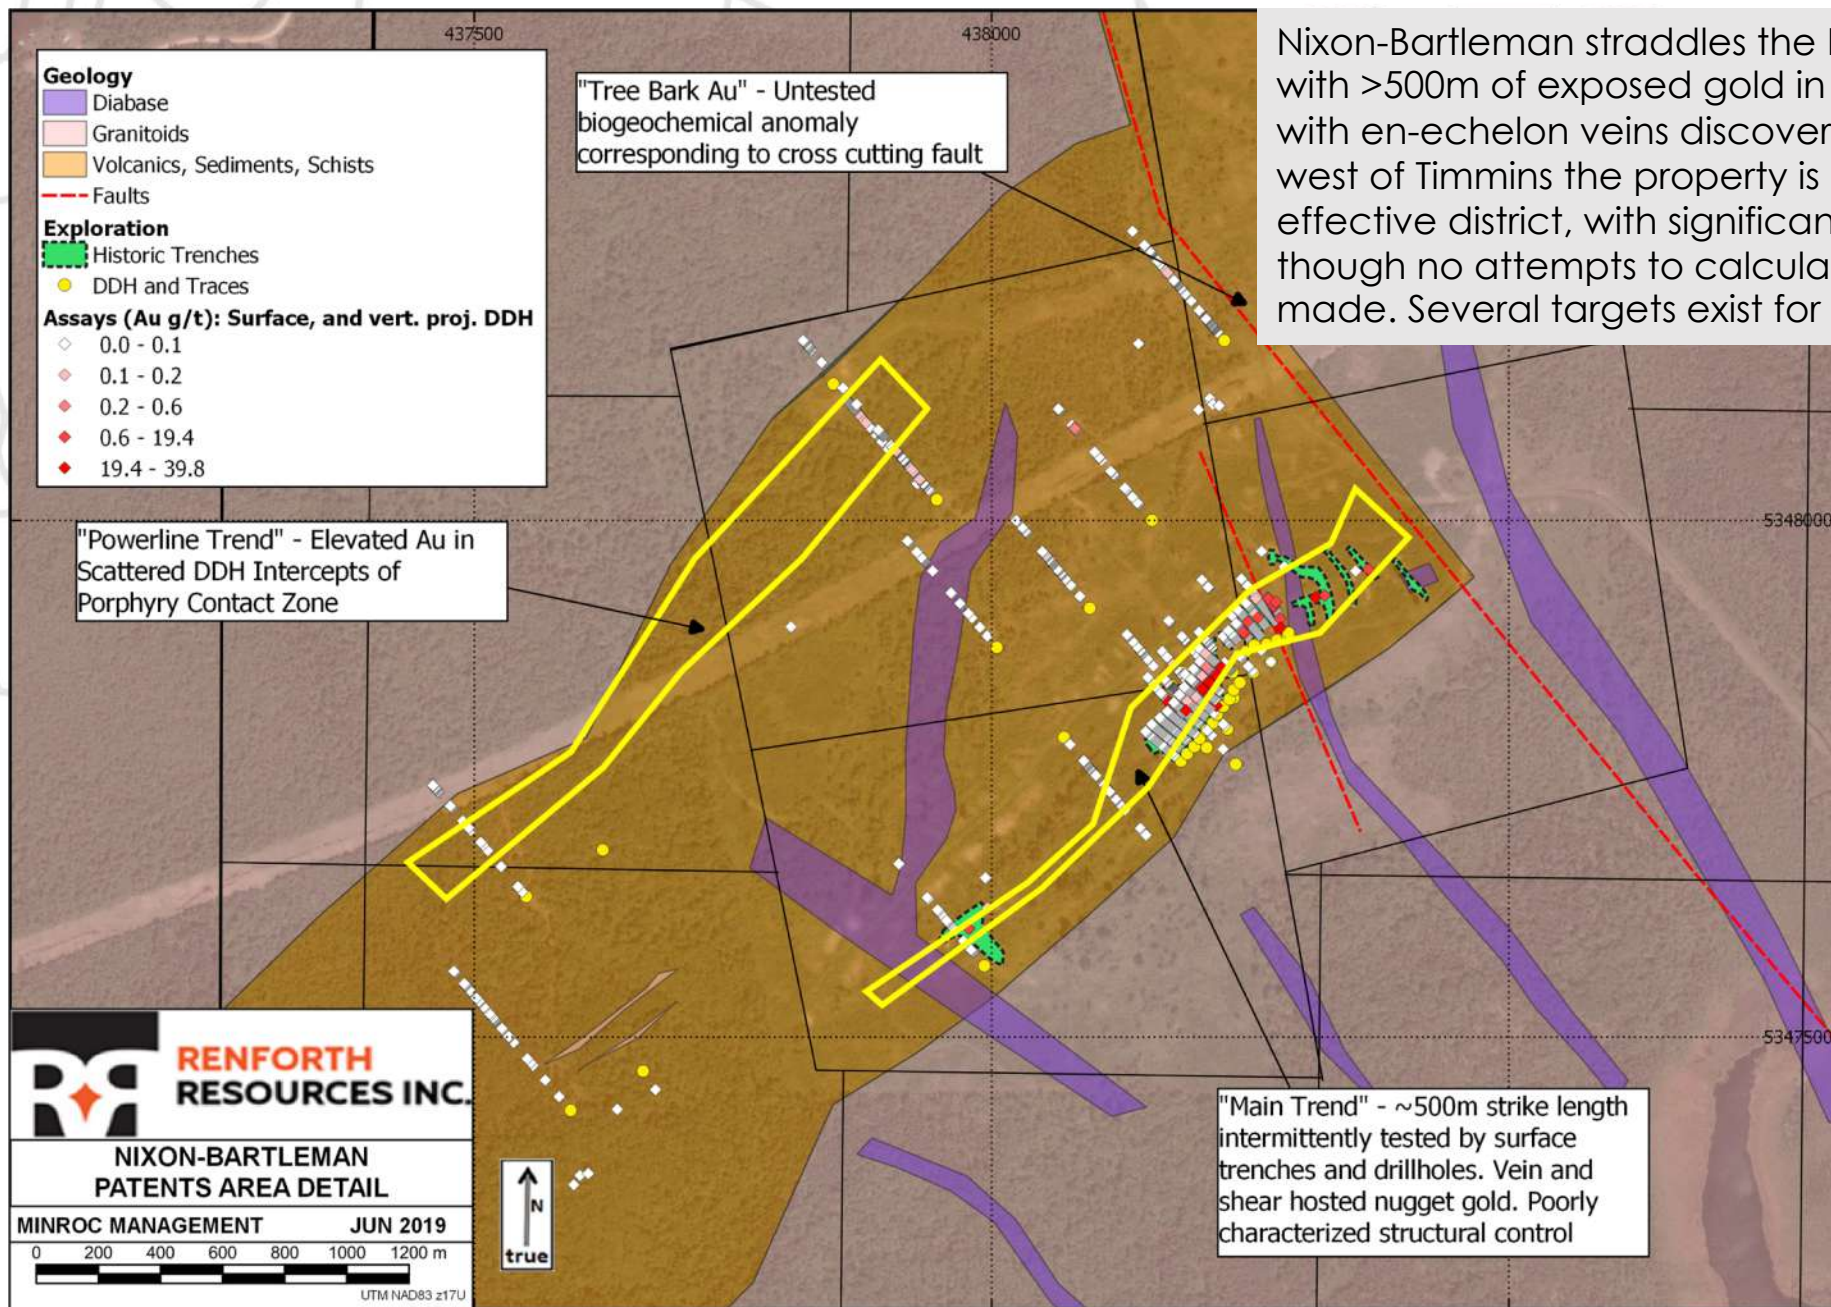 437500
438000
Geology
Diabase
Granitoids
Volcanics, Sediments, Schists
Faults
Exploration
Historic Trenches
DDH and Traces
Assays (Au g/t): Surface, and vert. proj. DDH
0.0 - 0.1
0.1 - 0.2
0.2 - 0.6
0.6 - 19.4
19.4 - 39.8
"Tree Bark Au" - Untested
biogeochemical anomaly
corresponding to cross cutting fault
Nixon-Bartleman straddles the
with >500m of exposed gold in
with en-echelon veins discover
west of Timmins the property is
effective district, with significan
though no attempts to calcula
made. Several targets exist for
"Powerline Trend" - Elevated Au in
Scattered DDH Intercepts of
Porphyry Contact Zone
5348000
5347500
"Main Trend" - ~500m strike length
intermittently tested by surface
trenches and drillholes. Vein and
shear hosted nugget gold. Poorly
characterized structural control
RENFORTH
RESOURCES INC.
NIXON-BARTLEMAN
PATENTS AREA DETAIL
MINROC MANAGEMENT JUN 2019
0 200 400 600 800 1000 1200 m
UTM NAD83 z17U
N
true